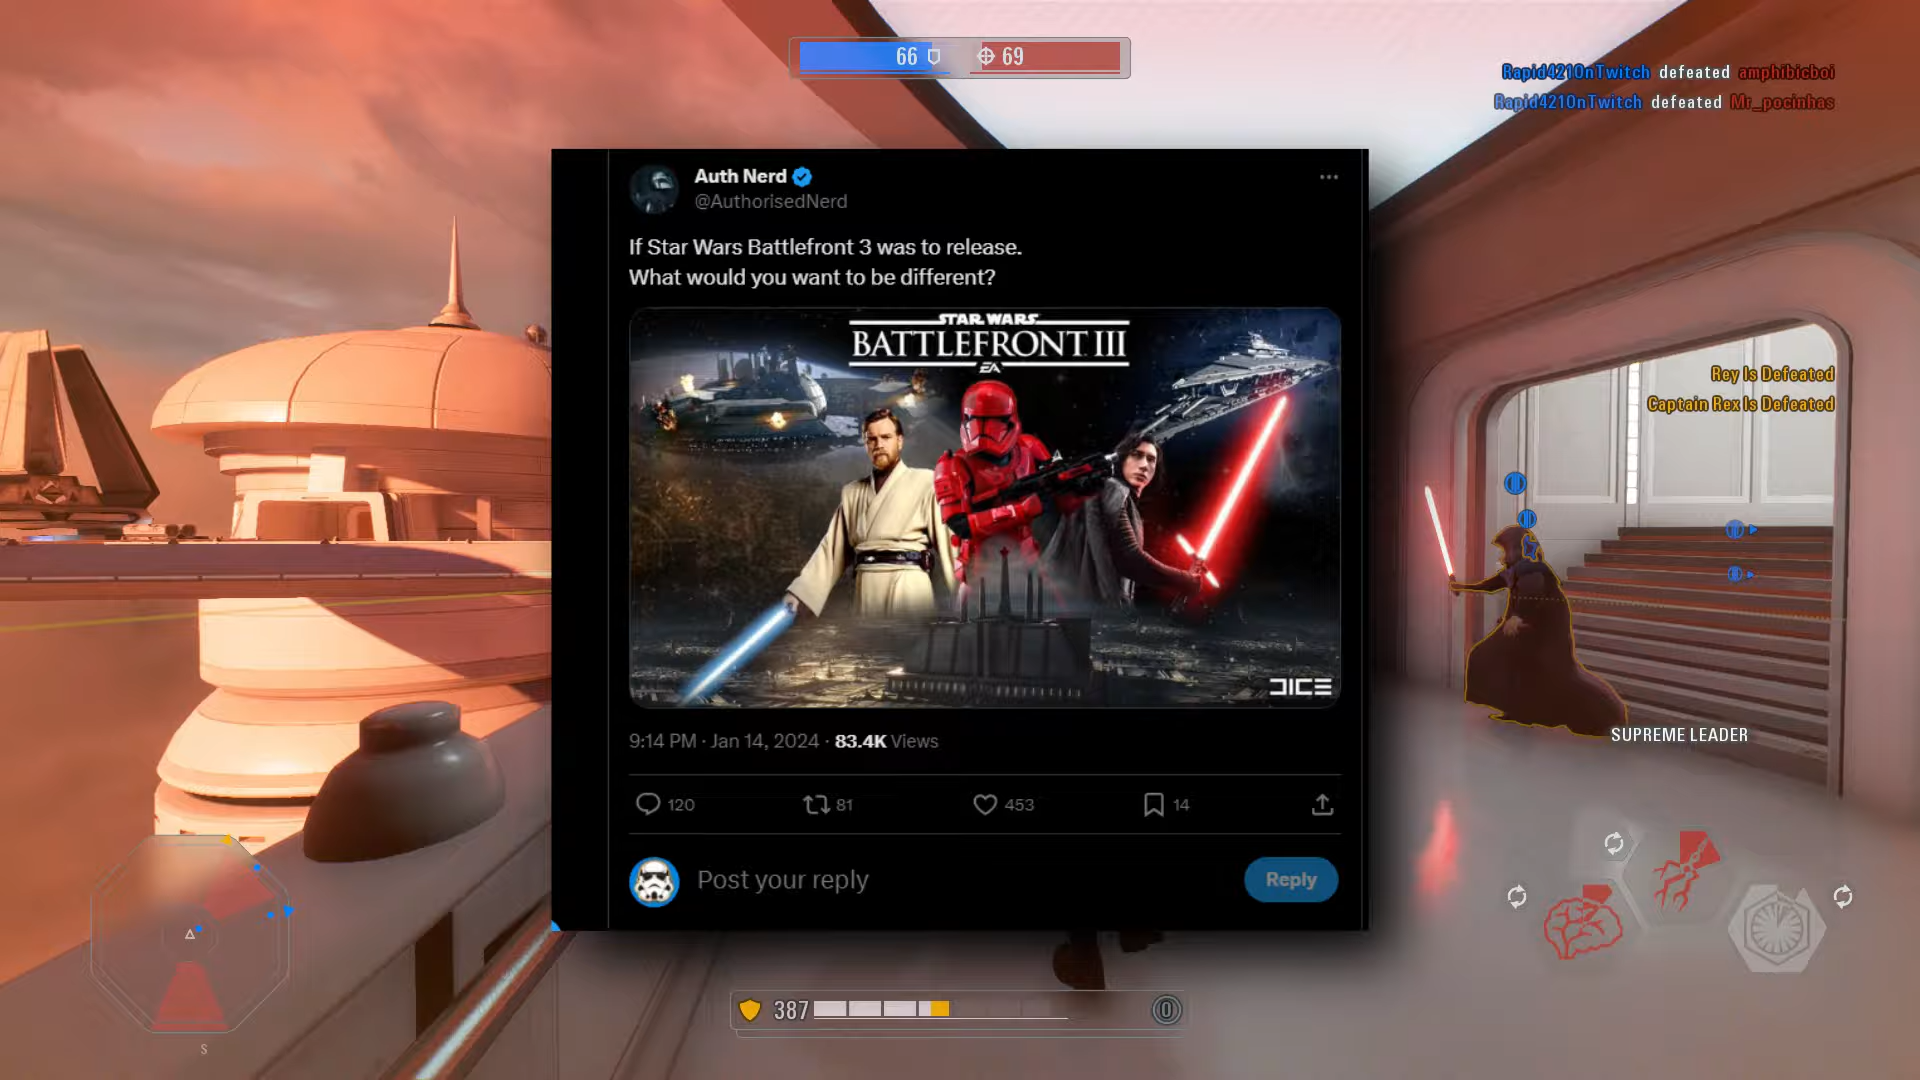 66 69
Rapid421OnTwitch defeated amphibicboi
Rapid421OnTwitch defeated Mr_pocinhas
Auth Nerd
@AuthorisedNerd
If Star Wars Battlefront 3 was to release.
What would you want to be different?
STAR WARS
BATTLEFRONT III
EA
DICE
9:14 PM · Jan 14, 2024 · 83.4K Views
120 81 453 14
Post your reply
Reply
Rey Is Defeated
Captain Rex Is Defeated
SUPREME LEADER
S
387
0